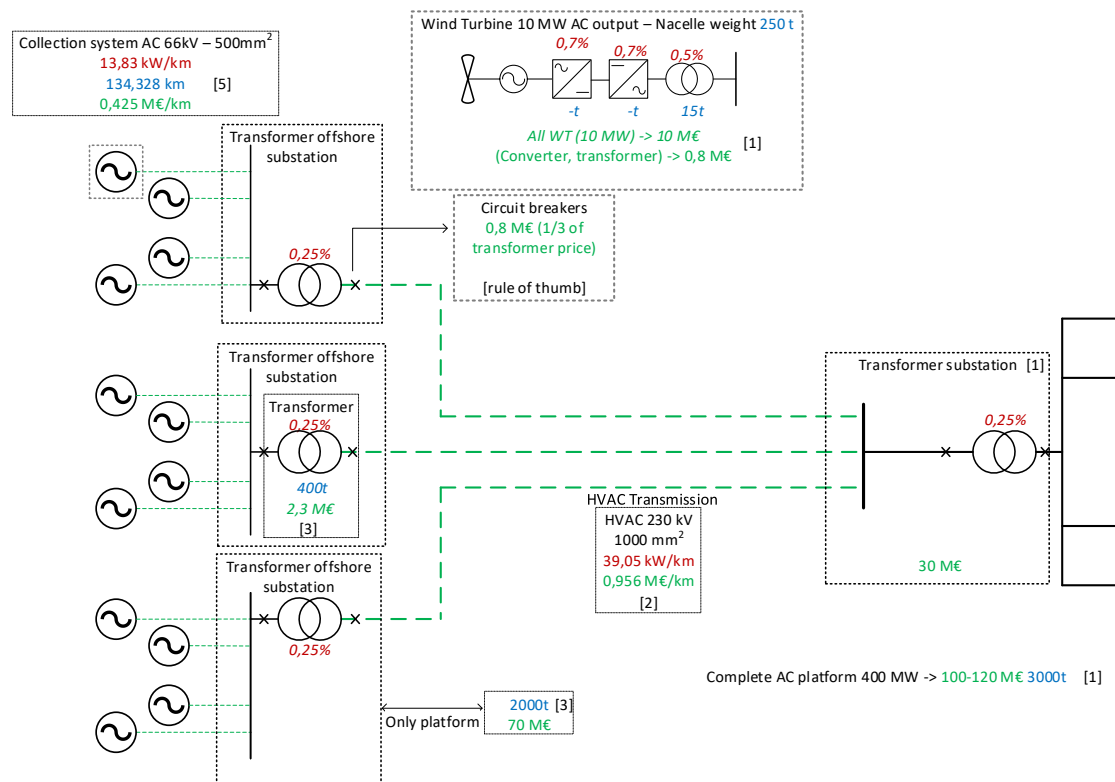 Wind Turbine 10 MW AC output – Nacelle weight 250 t
0,7%
0,7%
0,5%
-t
-t
15t
All WT (10 MW) -> 10 M€
(Converter, transformer) -> 0,8 M€
[1]
Collection system AC 66kV – 500mm²
13,83 kW/km
134,328 km
[5]
0,425 M€/km
Transformer offshore
substation
0,25%
Circuit breakers
0,8 M€ (1/3 of
transformer price)
[rule of thumb]
Transformer offshore
substation
Transformer
0,25%
400t
2,3 M€
[3]
Transformer substation [1]
0,25%
30 M€
HVAC Transmission
HVAC 230 kV
1000 mm²
39,05 kW/km
0,956 M€/km
[2]
Transformer offshore
substation
0,25%
Only platform
2000t [3]
70 M€
Complete AC platform 400 MW -> 100-120 M€ 3000t [1]